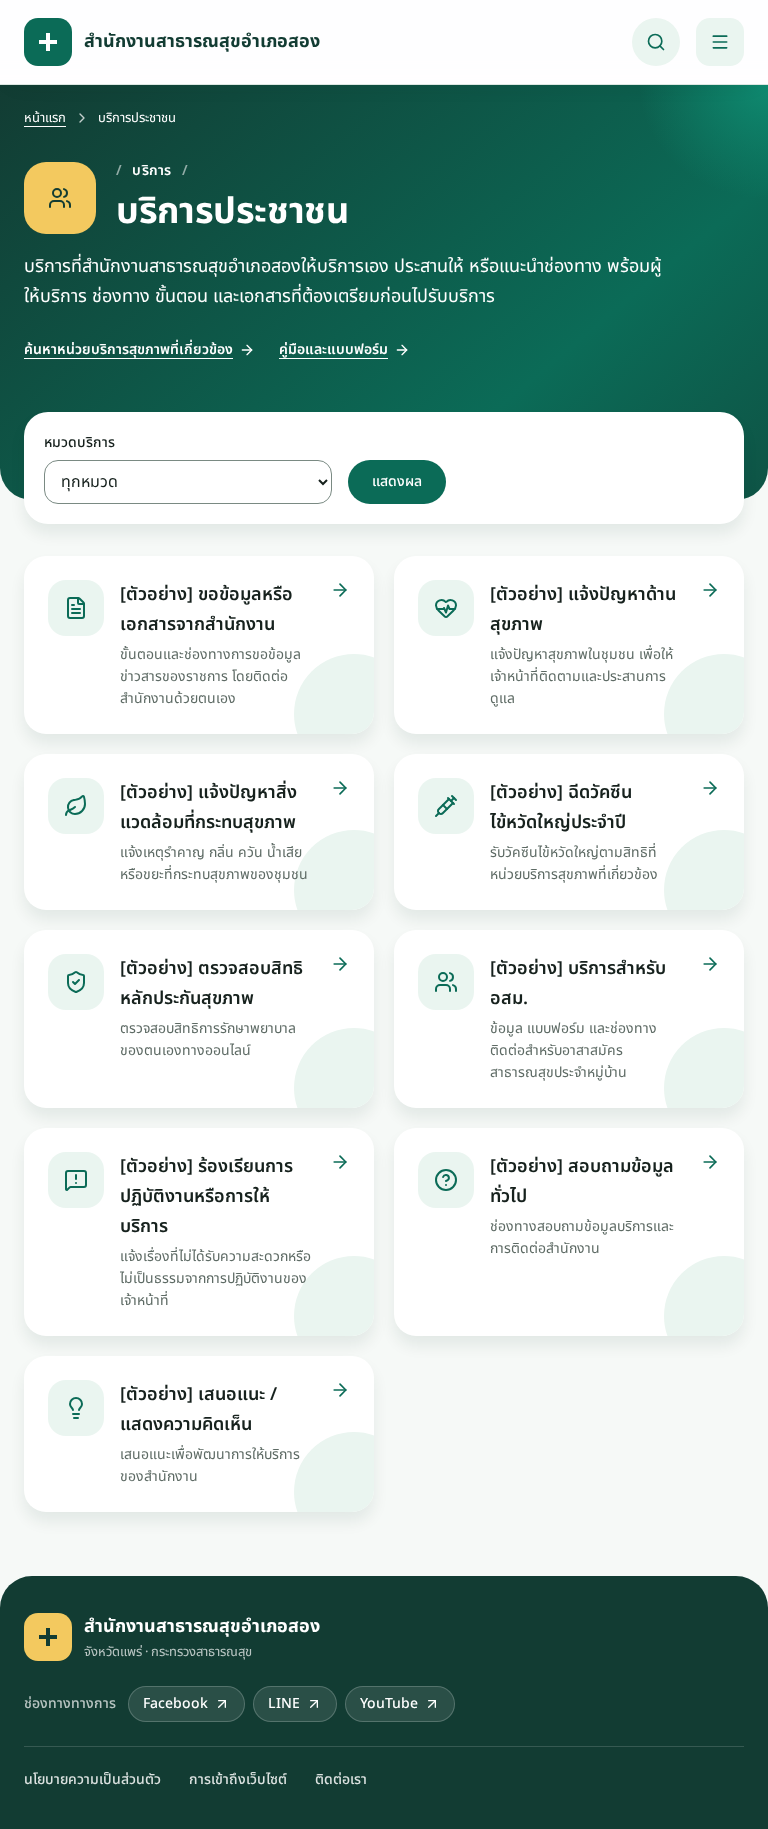 สำนักงานสาธารณสุขอำเภอสอง
หน้าแรก
บริการประชาชน
/ บริการ /
บริการประชาชน
บริการที่สำนักงานสาธารณสุขอำเภอสองให้บริการเอง ประสานให้ หรือแนะนำช่องทาง พร้อมผู้
ให้บริการ ช่องทาง ขั้นตอน และเอกสารที่ต้องเตรียมก่อนไปรับบริการ
ค้นหาหน่วยบริการสุขภาพที่เกี่ยวข้อง →
คู่มือและแบบฟอร์ม →
หมวดบริการ
ทุกหมวด
แสดงผล
[ตัวอย่าง] ขอข้อมูลหรือ
เอกสารจากสำนักงาน
ขั้นตอนและช่องทางการขอข้อมูล
ข่าวสารของราชการ โดยติดต่อ
สำนักงานด้วยตนเอง
[ตัวอย่าง] แจ้งปัญหาด้าน
สุขภาพ
แจ้งปัญหาสุขภาพในชุมชน เพื่อให้
เจ้าหน้าที่ติดตามและประสานการ
ดูแล
[ตัวอย่าง] แจ้งปัญหาสิ่ง
แวดล้อมที่กระทบสุขภาพ
แจ้งเหตุรำคาญ กลิ่น ควัน น้ำเสีย
หรือขยะที่กระทบสุขภาพของชุมชน
[ตัวอย่าง] ฉีดวัคซีน
ไข้หวัดใหญ่ประจำปี
รับวัคซีนไข้หวัดใหญ่ตามสิทธิที่
หน่วยบริการสุขภาพที่เกี่ยวข้อง
[ตัวอย่าง] ตรวจสอบสิทธิ
หลักประกันสุขภาพ
ตรวจสอบสิทธิการรักษาพยาบาล
ของตนเองทางออนไลน์
[ตัวอย่าง] บริการสำหรับ
อสม.
ข้อมูล แบบฟอร์ม และช่องทาง
ติดต่อสำหรับอาสาสมัคร
สาธารณสุขประจำหมู่บ้าน
[ตัวอย่าง] ร้องเรียนการ
ปฏิบัติงานหรือการให้
บริการ
แจ้งเรื่องที่ไม่ได้รับความสะดวกหรือ
ไม่เป็นธรรมจากการปฏิบัติงานของ
เจ้าหน้าที่
[ตัวอย่าง] สอบถามข้อมูล
ทั่วไป
ช่องทางสอบถามข้อมูลบริการและ
การติดต่อสำนักงาน
[ตัวอย่าง] เสนอแนะ /
แสดงความคิดเห็น
เสนอแนะเพื่อพัฒนาการให้บริการ
ของสำนักงาน
สำนักงานสาธารณสุขอำเภอสอง
จังหวัดแพร่ · กระทรวงสาธารณสุข
ช่องทางทางการ
Facebook
LINE
YouTube
นโยบายความเป็นส่วนตัว
การเข้าถึงเว็บไซต์
ติดต่อเรา